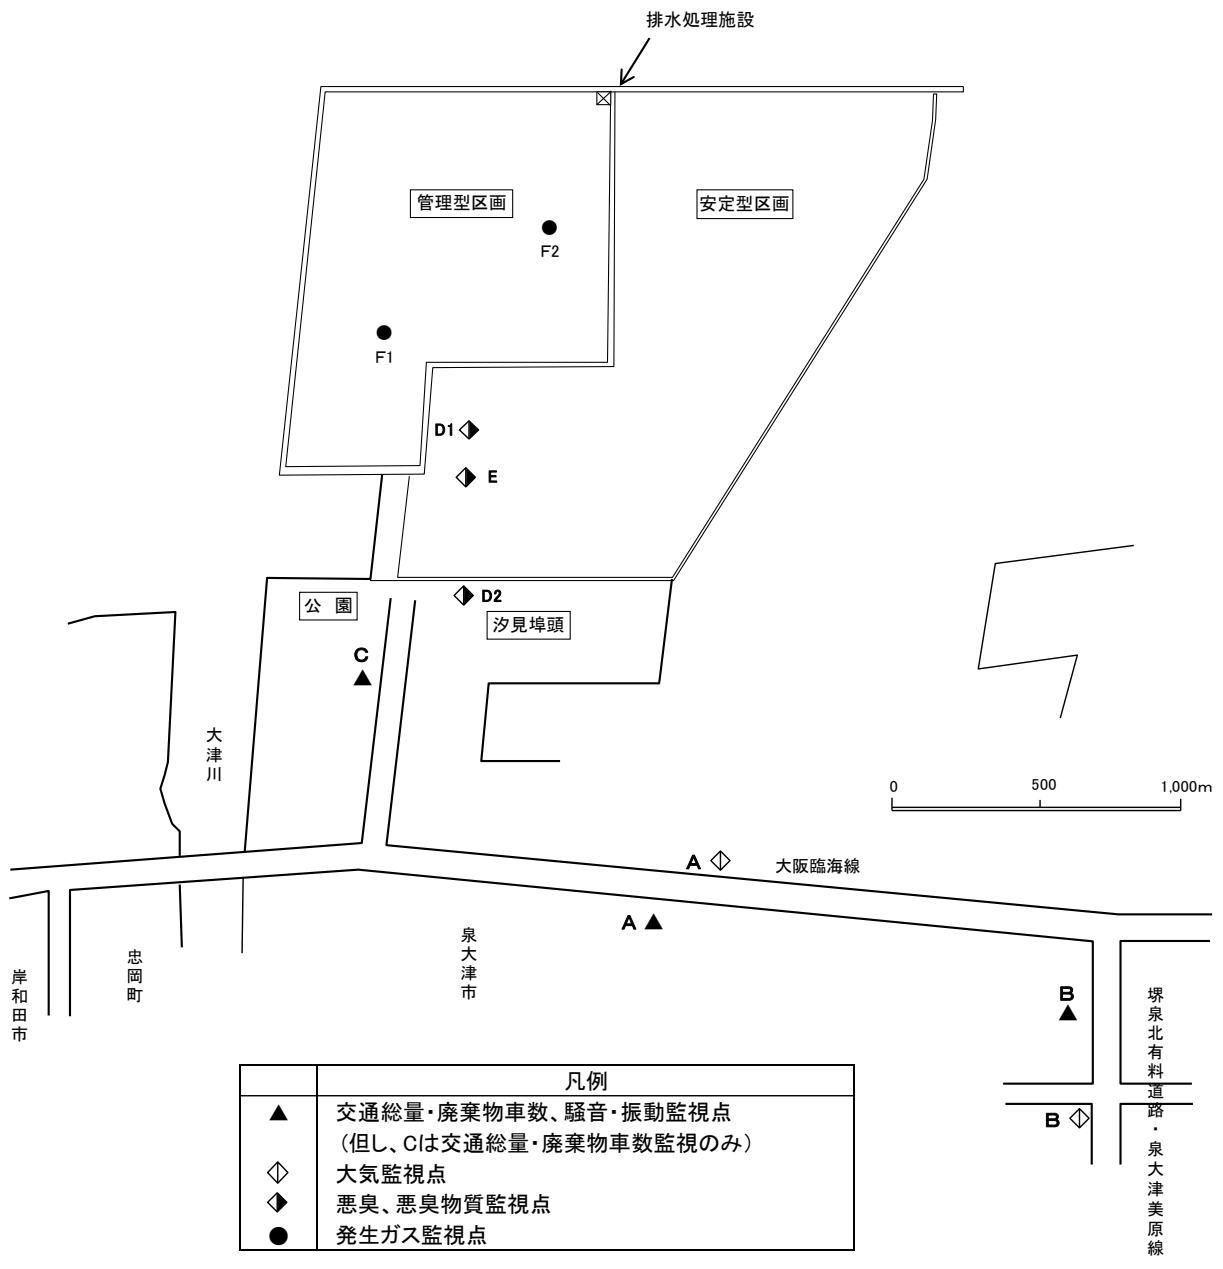 排水処理施設
管理型区画
安定型区画
F2
F1
D1
E
D2
公 園
汐見埠頭
C
大津川
0 500 1,000m
A
大阪臨海線
A
泉大津市
忠岡町
岸和田市
B
堺泉北有料道路・泉大津美原線
B
凡例
▲ 交通総量・廃棄物車数、騒音・振動監視点
(但し、Cは交通総量・廃棄物車数監視のみ)
大気監視点
悪臭、悪臭物質監視点
● 発生ガス監視点